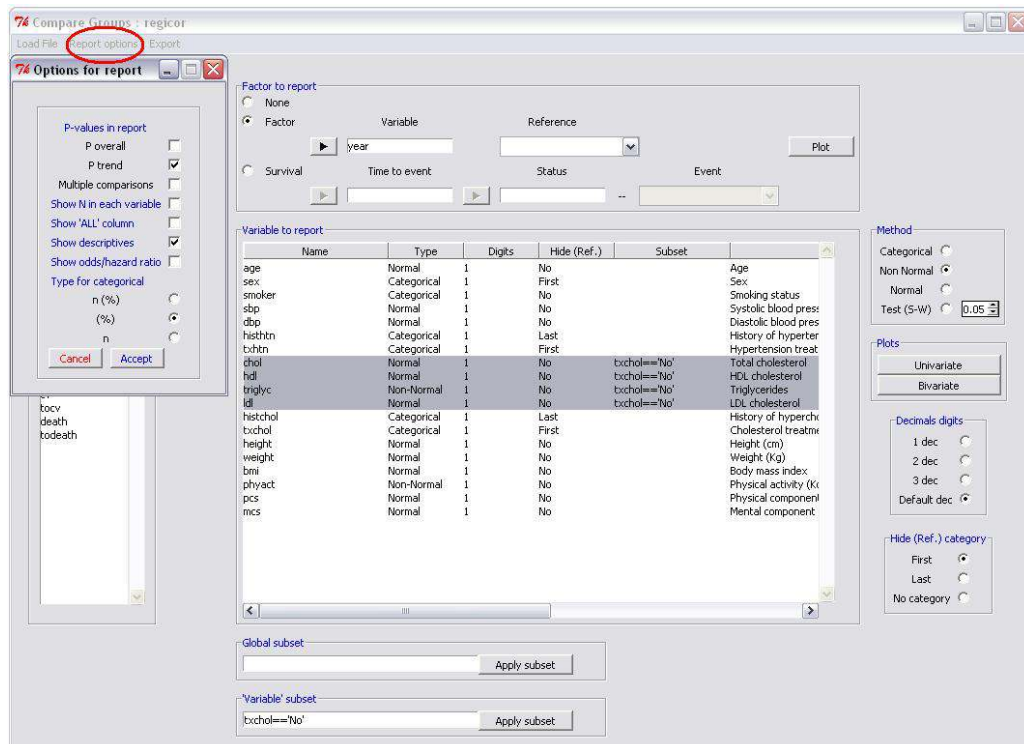 Compare Groups : regicor
Load File Report options Export
Options for report
P-values in report
P overall
P trend
Multiple comparisons
Show N in each variable
Show 'ALL' column
Show descriptives
Show odds/hazard ratio
Type for categorical
n (%)
(%)
n
Cancel Accept
tocv
death
todeath
Factor to report
None
Factor Variable Reference
year Plot
Survival Time to event Status Event
--
Variable to report
Name Type Digits Hide (Ref.) Subset
age Normal 1 No Age
sex Categorical 1 First Sex
smoker Categorical 1 No Smoking status
sbp Normal 1 No Systolic blood press
dbp Normal 1 No Diastolic blood pres
histhtn Categorical 1 Last History of hyperten
txhtn Categorical 1 First Hypertension treat
chol Normal 1 No txchol=='No' Total cholesterol
hdl Normal 1 No txchol=='No' HDL cholesterol
triglyc Non-Normal 1 No txchol=='No' Triglycerides
ldl Normal 1 No txchol=='No' LDL cholesterol
histchol Categorical 1 Last History of hypercho
txchol Categorical 1 First Cholesterol treatme
height Normal 1 No Height (cm)
weight Normal 1 No Weight (Kg)
bmi Normal 1 No Body mass index
phyact Non-Normal 1 No Physical activity (Kc
pcs Normal 1 No Physical component
mcs Normal 1 No Mental component
Global subset
Apply subset
'Variable' subset
txchol=='No' Apply subset
Method
Categorical
Non Normal
Normal
Test (S-W) 0.05
Plots
Univariate
Bivariate
Decimals digits
1 dec
2 dec
3 dec
Default dec
Hide (Ref.) category
First
Last
No category